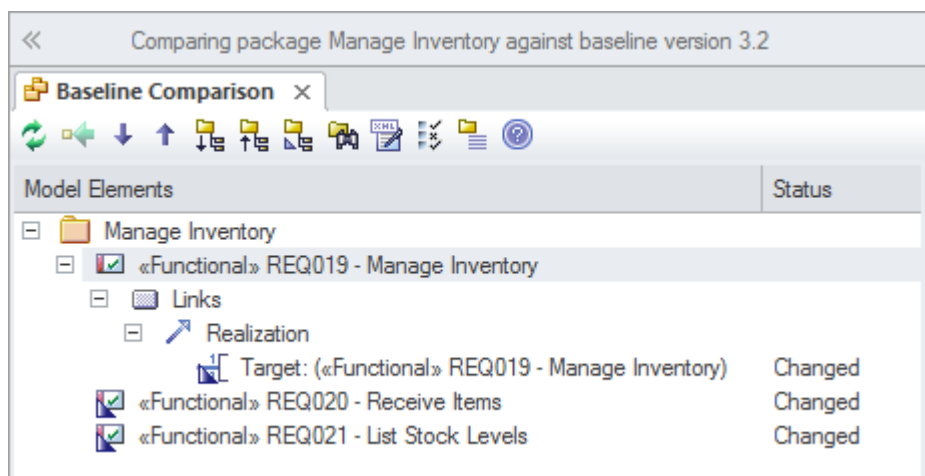 Comparing package Manage Inventory against baseline version 3.2
Baseline Comparison
Model Elements Status
Manage Inventory
«Functional» REQ019 - Manage Inventory
Links
Realization
Target: («Functional» REQ019 - Manage Inventory) Changed
«Functional» REQ020 - Receive Items Changed
«Functional» REQ021 - List Stock Levels Changed